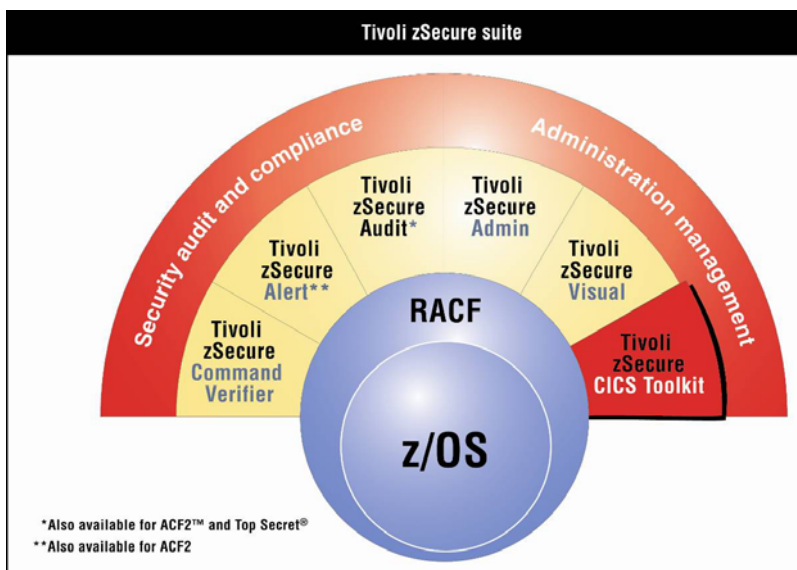 Tivoli zSecure suite
Security audit and compliance
Administration management
Tivoli
zSecure
Command
Verifier
Tivoli
zSecure
Alert**
Tivoli
zSecure
Audit*
Tivoli
zSecure
Admin
Tivoli
zSecure
Visual
Tivoli
zSecure
CICS Toolkit
RACF
z/OS
*Also available for ACF2™ and Top Secret®
**Also available for ACF2